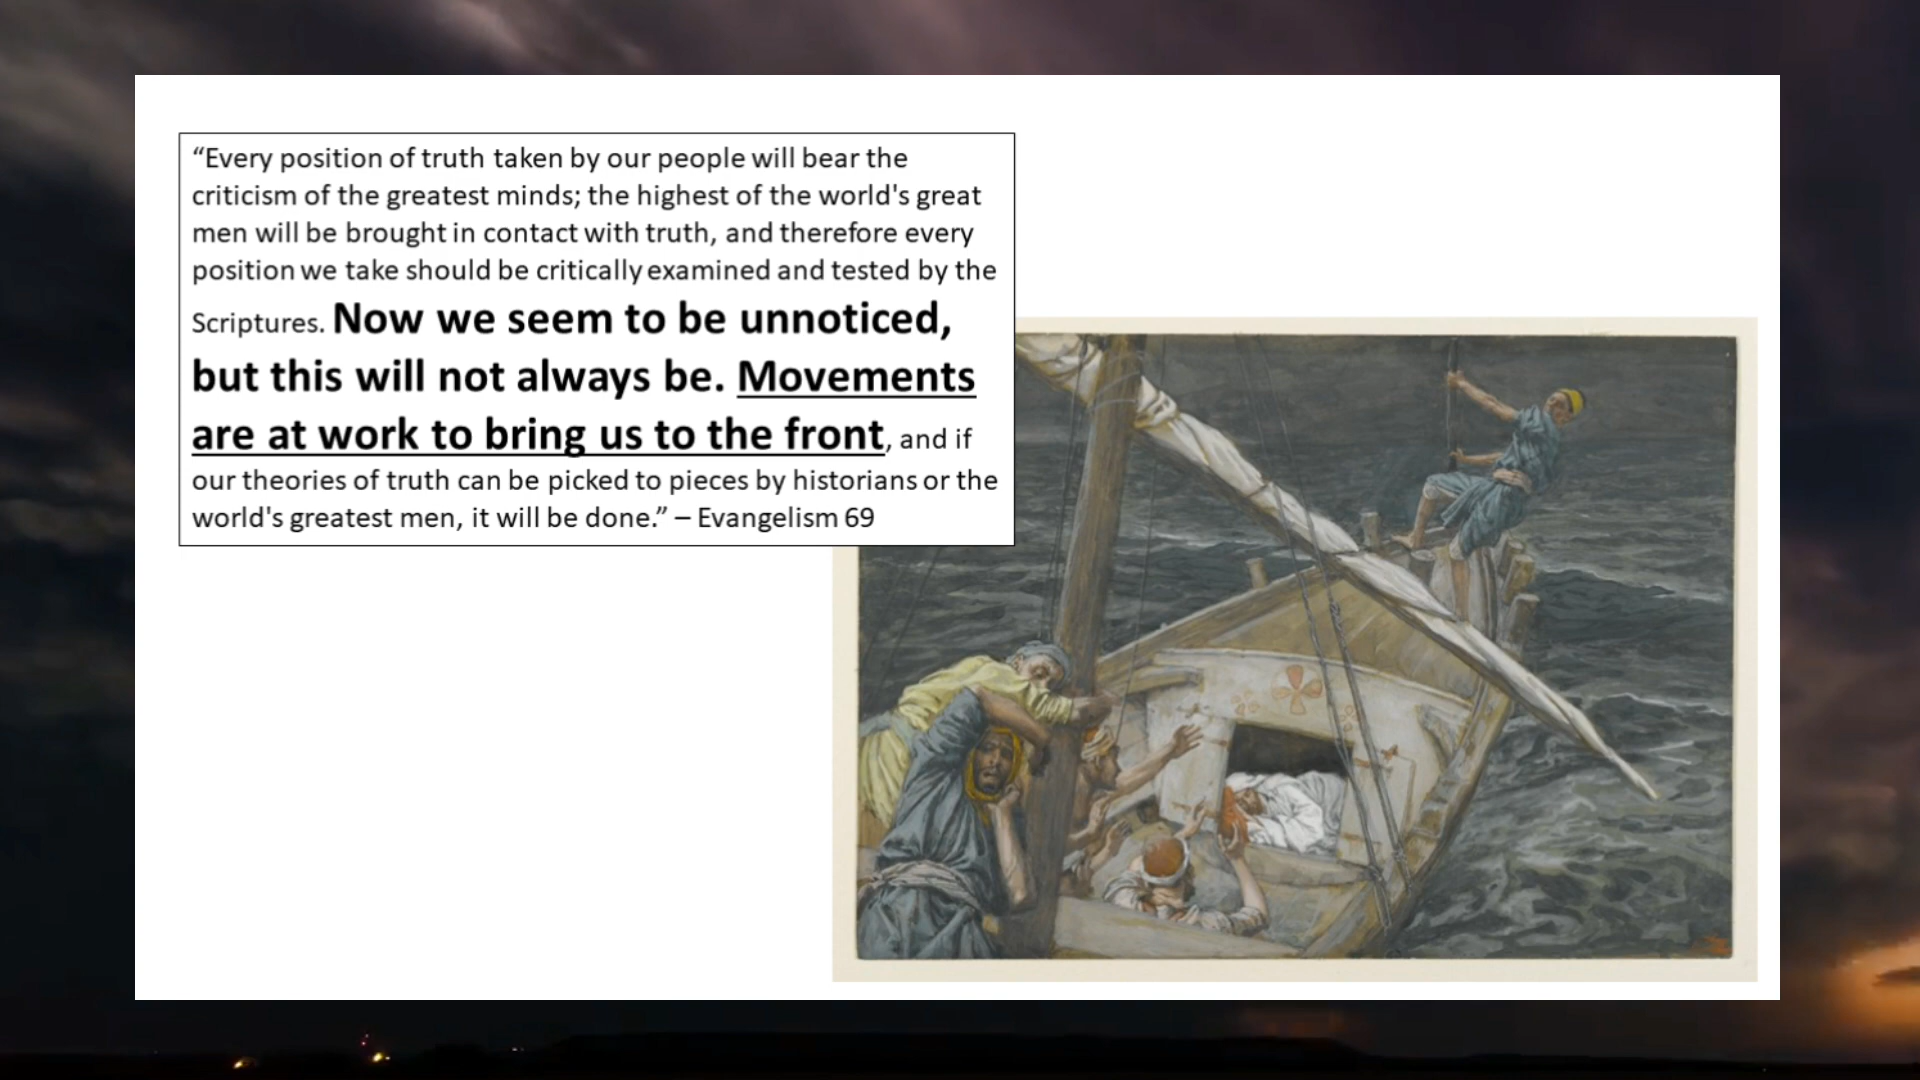 “Every position of truth taken by our people will bear the
criticism of the greatest minds; the highest of the world's great
men will be brought in contact with truth, and therefore every
position we take should be critically examined and tested by the
Scriptures. Now we seem to be unnoticed,
but this will not always be. Movements
are at work to bring us to the front, and if
our theories of truth can be picked to pieces by historians or the
world's greatest men, it will be done.” – Evangelism 69